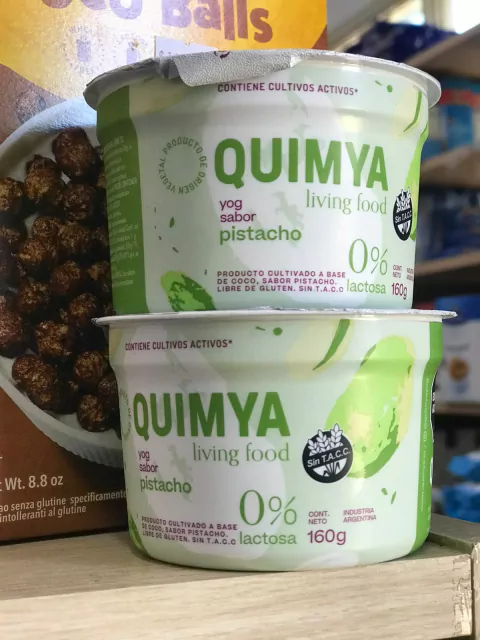 Balls
CONTIENE CULTIVOS ACTIVOS*
PRODUCTO DE ORIGEN VEGETAL
QUIMYA
living food
yog
sabor
pistacho
Sin T.A.C.C.
0%
lactosa
CONT.
NETO
160g
PRODUCTO CULTIVADO A BASE
DE COCO, SABOR PISTACHO.
LIBRE DE GLUTEN. SIN T.A.C.C
CONTIENE CULTIVOS ACTIVOS*
QUIMYA
living food
yog
sabor
pistacho
Sin T.A.C.C.
0%
lactosa
CONT.
NETO
160g
INDUSTRIA
ARGENTINA
PRODUCTO CULTIVADO A BASE
DE COCO, SABOR PISTACHO.
LIBRE DE GLUTEN. SIN T.A.C.C
Wt. 8.8 oz
senza glutine specificamente
intolleranti al glutine